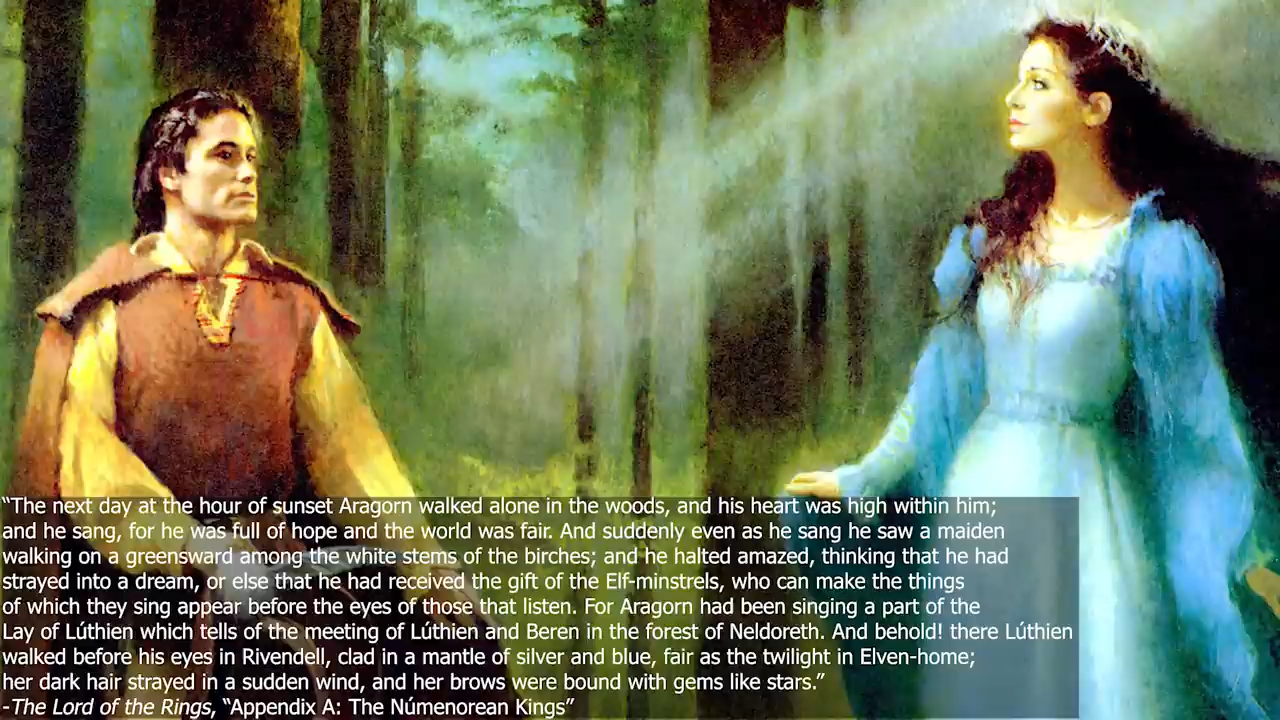 “The next day at the hour of sunset Aragorn walked alone in the woods, and his heart was high within him;
and he sang, for he was full of hope and the world was fair. And suddenly even as he sang he saw a maiden
walking on a greensward among the white stems of the birches; and he halted amazed, thinking that he had
strayed into a dream, or else that he had received the gift of the Elf-minstrels, who can make the things
of which they sing appear before the eyes of those that listen. For Aragorn had been singing a part of the
Lay of Lúthien which tells of the meeting of Lúthien and Beren in the forest of Neldoreth. And behold! there Lúthien
walked before his eyes in Rivendell, clad in a mantle of silver and blue, fair as the twilight in Elven-home;
her dark hair strayed in a sudden wind, and her brows were bound with gems like stars.”
-The Lord of the Rings, “Appendix A: The Númenorean Kings”